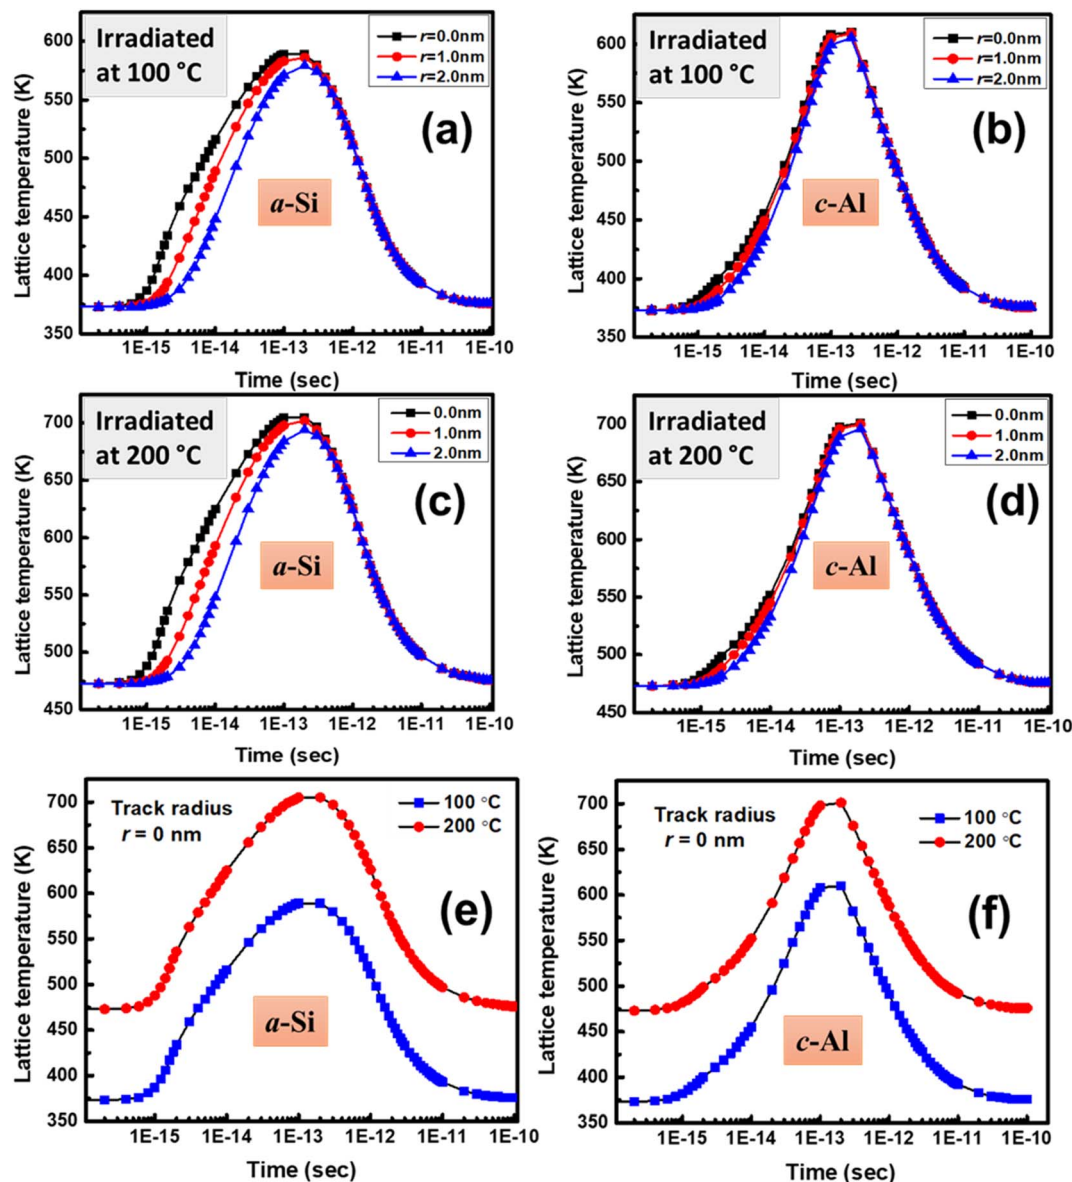 Irradiated
at 100 °C
r=0.0nm
r=1.0nm
r=2.0nm
(a)
a-Si
Lattice temperature (K)
600
550
500
450
400
350
1E-15
1E-14
1E-13
1E-12
1E-11
1E-10
Time (sec)
Irradiated
at 100 °C
r=0.0nm
r=1.0nm
r=2.0nm
(b)
c-Al
Lattice temperature (K)
600
550
500
450
400
350
1E-15
1E-14
1E-13
1E-12
1E-11
1E-10
Time (sec)
Irradiated
at 200 °C
0.0nm
1.0nm
2.0nm
(c)
a-Si
Lattice temperature (K)
700
650
600
550
500
450
1E-15
1E-14
1E-13
1E-12
1E-11
1E-10
Time (sec)
Irradiated
at 200 °C
0.0nm
1.0nm
2.0nm
(d)
c-Al
Lattice temperature (K)
700
650
600
550
500
450
1E-15
1E-14
1E-13
1E-12
1E-11
1E-10
Time (sec)
Track radius
r = 0 nm
100 °C
200 °C
(e)
a-Si
Lattice temperature (K)
700
650
600
550
500
450
400
350
1E-15
1E-14
1E-13
1E-12
1E-11
1E-10
Time (sec)
Track radius
r = 0 nm
100 °C
200 °C
(f)
c-Al
Lattice temperature (K)
700
650
600
550
500
450
400
350
1E-15
1E-14
1E-13
1E-12
1E-11
1E-10
Time (sec)